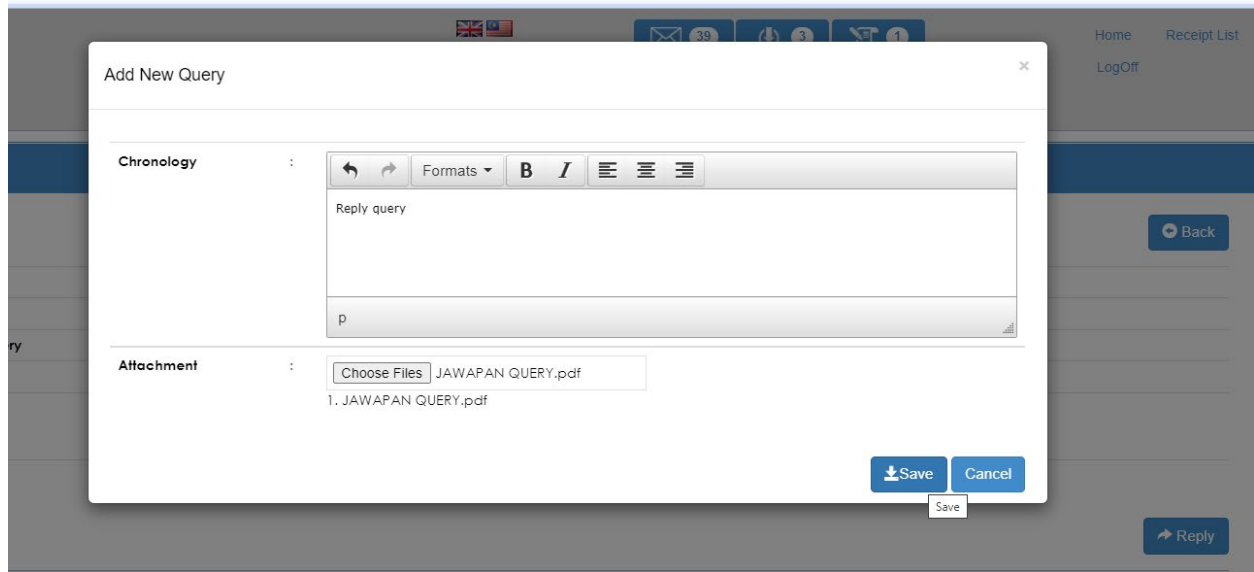 39 3 1
Home Receipt List
LogOff
Add New Query ×
Chronology :
Formats B I
Reply query
Back
p
ry
Attachment : Choose Files JAWAPAN QUERY.pdf
1. JAWAPAN QUERY.pdf
Save Cancel
Save
Reply